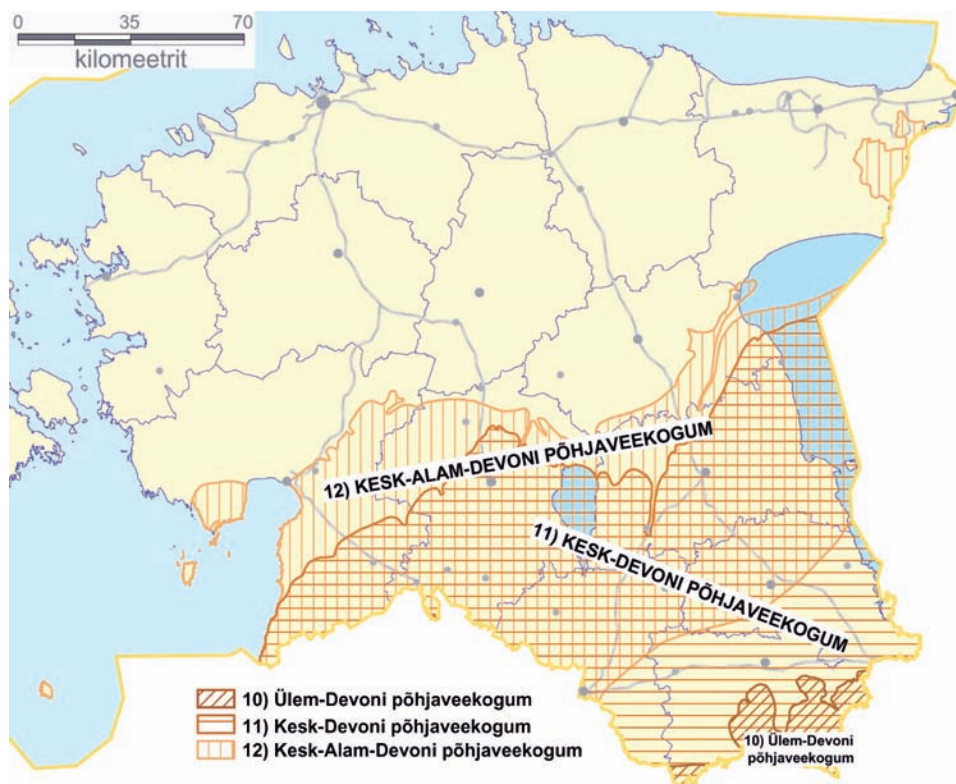 0 35 70
kilomeetrit
12) KESK-ALAM-DEVONI PÕHJAVEEKOGUM
11) KESK-DEVONI PÕHJAVEEKOGUM
10) Ülem-Devoni põhjaveekogum
11) Kesk-Devoni põhjaveekogum
12) Kesk-Alam-Devoni põhjaveekogum
10) Ülem-Devoni
põhjaveekogum